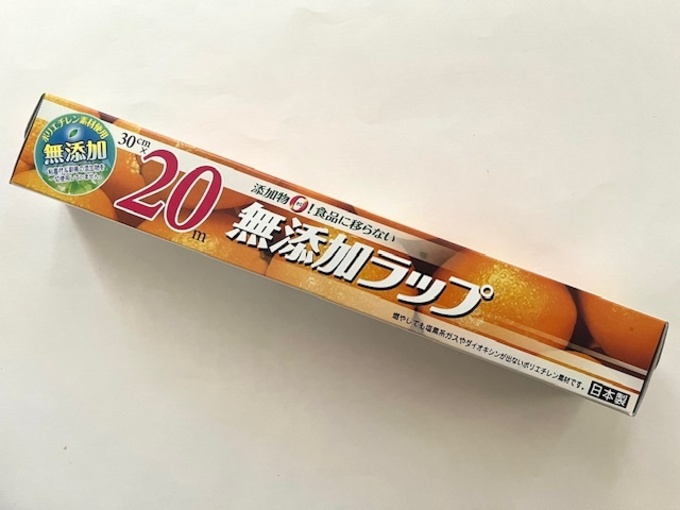 ポリエチレン素材使用
無添加
30cm×
20m
添加物0!食品に移らない
無添加ラップ
燃やしても塩素系ガスやダイオキシンが出ないポリエチレン素材です。
日本製